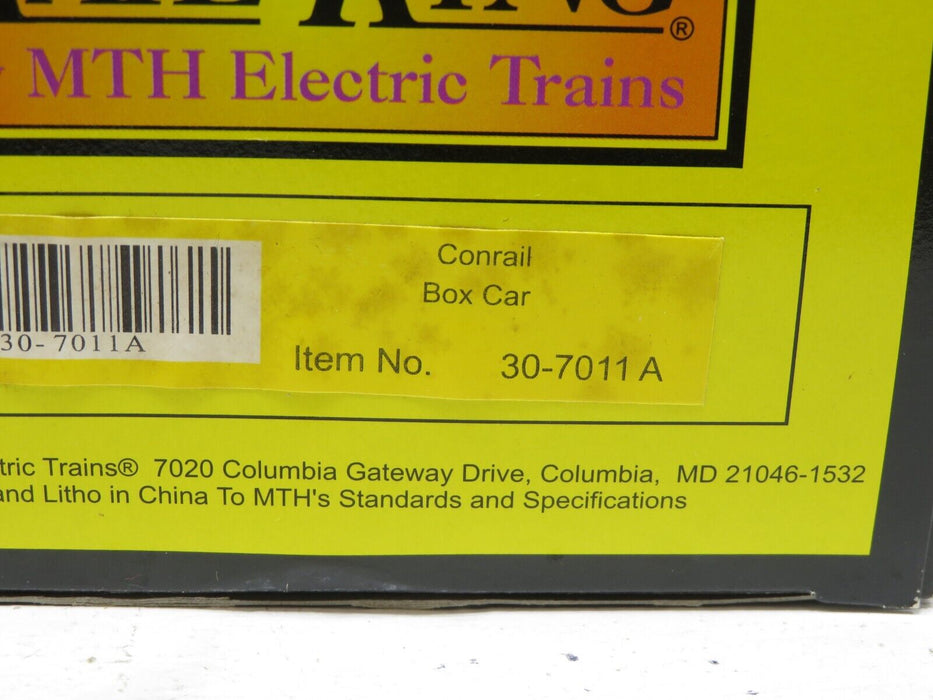 KING®
MTH Electric Trains
30-7011A
Conrail
Box Car
Item No. 30-7011 A
tric Trains® 7020 Columbia Gateway Drive, Columbia, MD 21046-1532
and Litho in China To MTH's Standards and Specifications